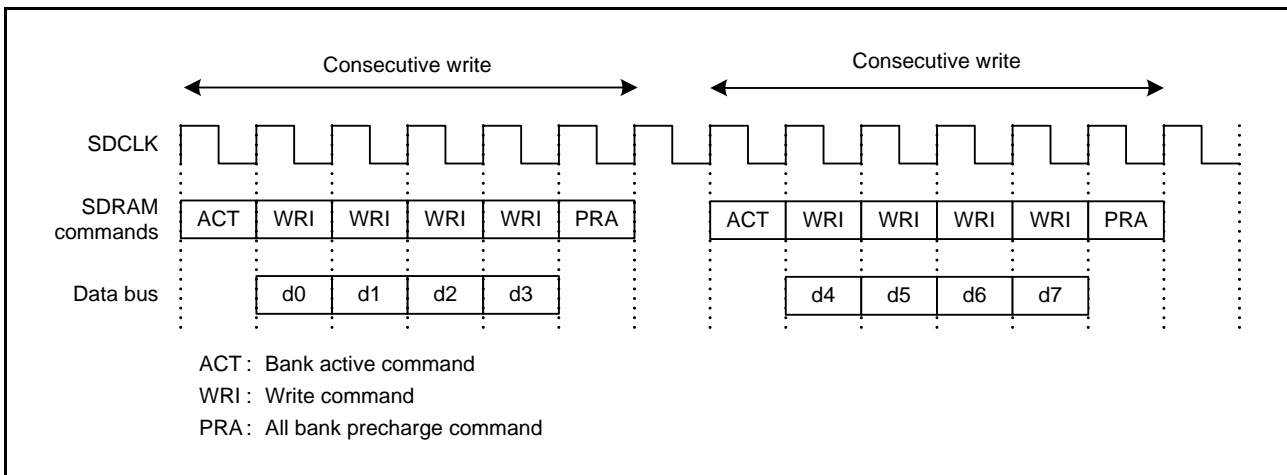 Consecutive write Consecutive write
SDCLK
SDRAM commands ACT WRI WRI WRI WRI PRA ACT WRI WRI WRI WRI PRA
Data bus d0 d1 d2 d3 d4 d5 d6 d7
ACT : Bank active command
WRI : Write command
PRA : All bank precharge command